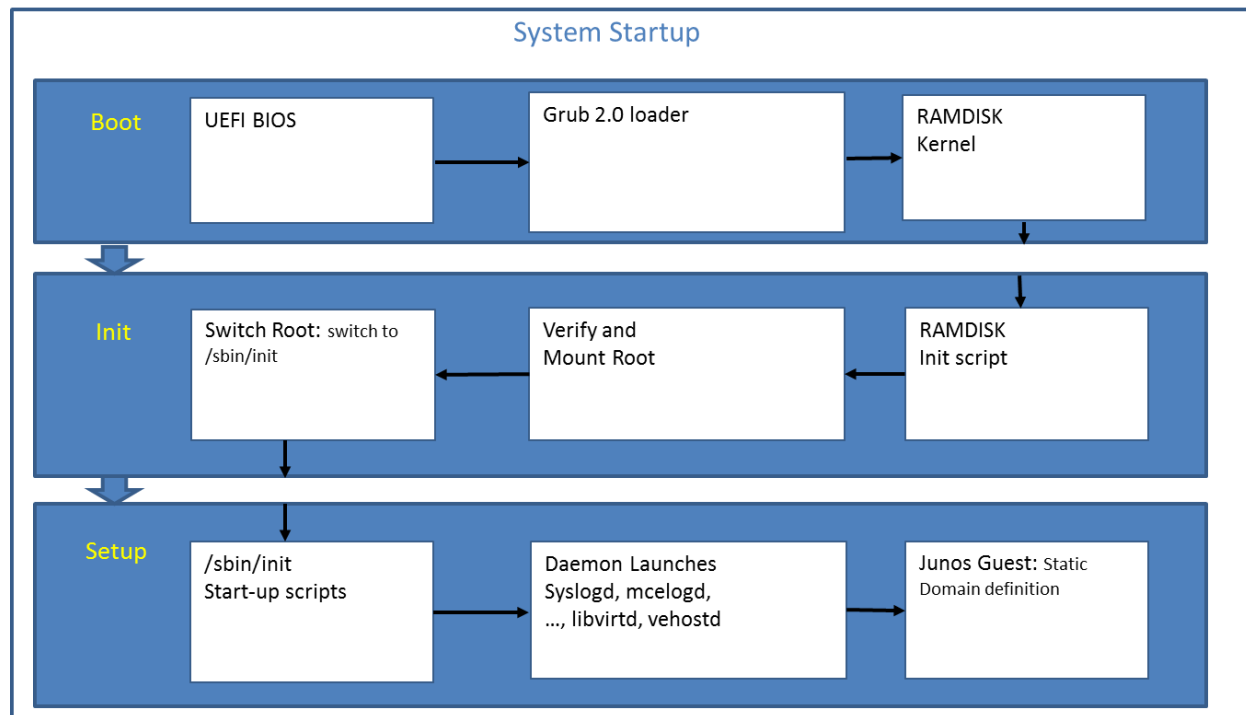 System Startup
Boot
UEFI BIOS
Grub 2.0 loader
RAMDISK
Kernel
Init
Switch Root: switch to
/sbin/init
Verify and
Mount Root
RAMDISK
Init script
Setup
/sbin/init
Start-up scripts
Daemon Launches
Syslogd, mcelogd,
..., libvirtd, vehostd
Junos Guest: Static
Domain definition